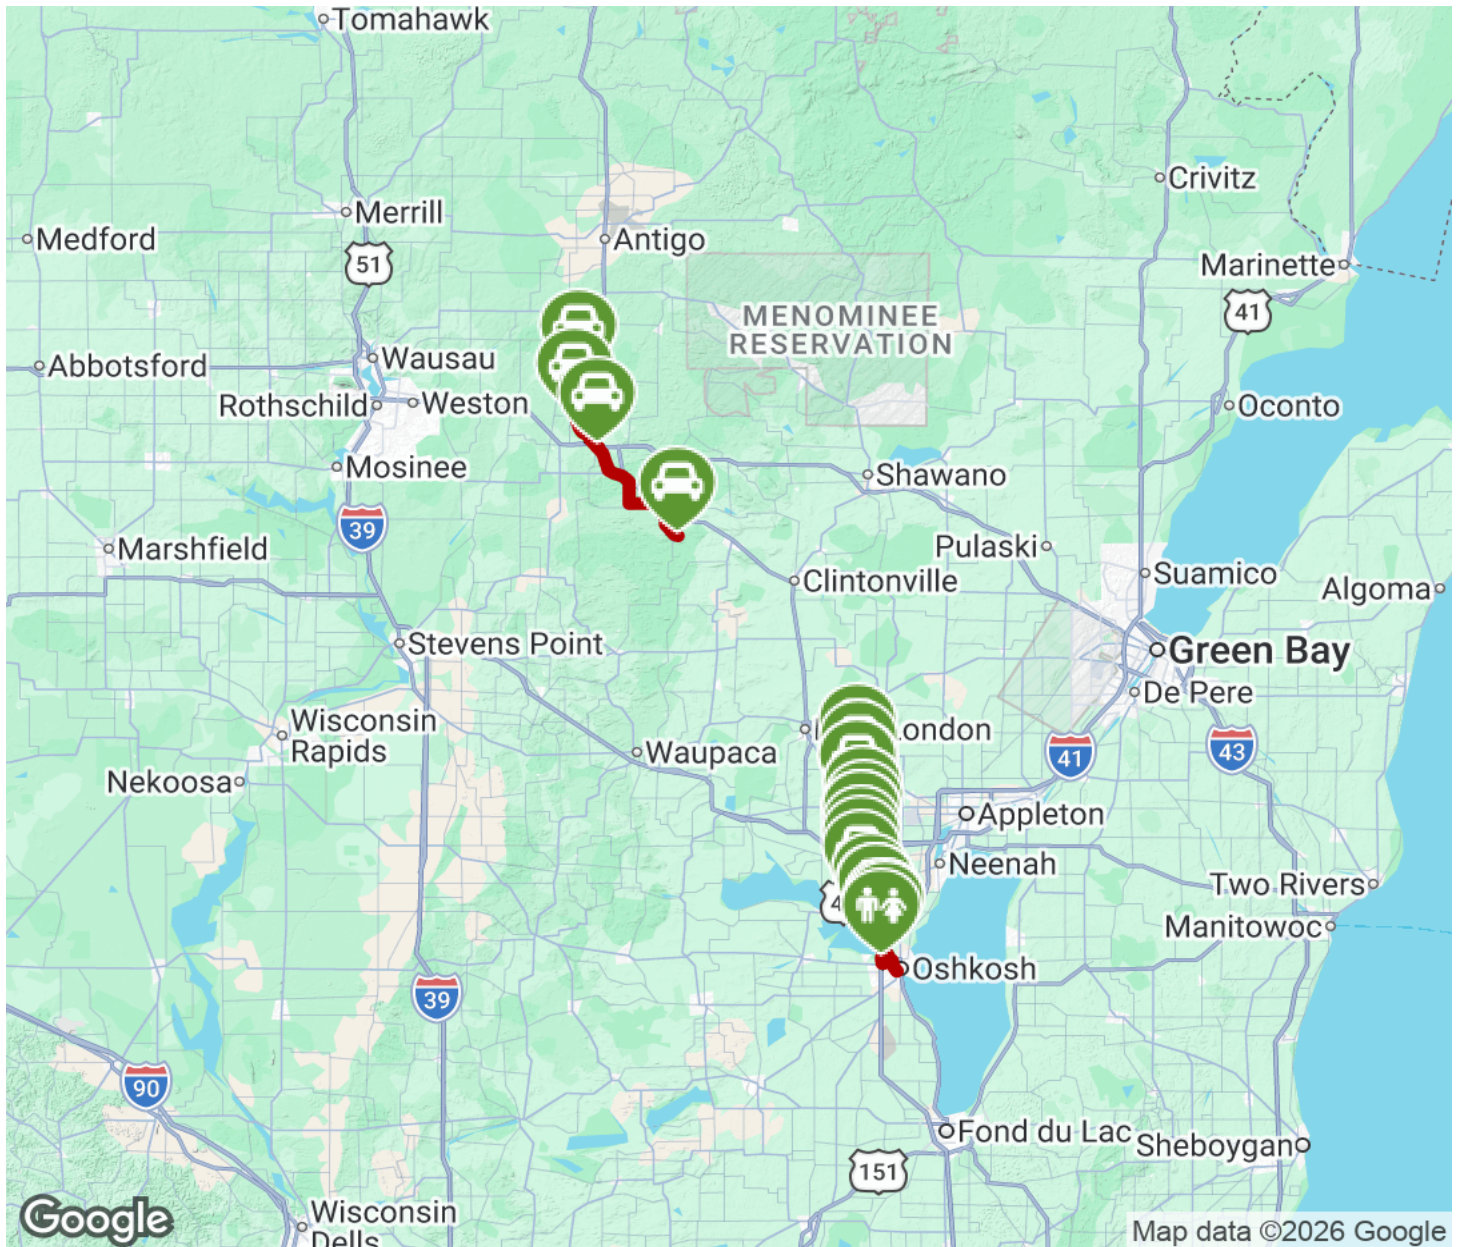 Tomahawk
Crivitz
Merrill
Medford
Antigo
51
Marinette
41
MENOMINEE
RESERVATION
Abbotsford
Wausau
Rothschild
Weston
Oconto
Mosinee
Shawano
39
Marshfield
Pulaski
Suamico
Clintonville
Algoma
Stevens Point
Green Bay
De Pere
Wisconsin
Rapids
London
Waupaca
41
43
Nekoosa
Appleton
Neenah
Two Rivers
Manitowoc
Oshkosh
39
90
Fond du Lac
Sheboygan
151
Wisconsin
Dells
Google
Map data ©2026 Google